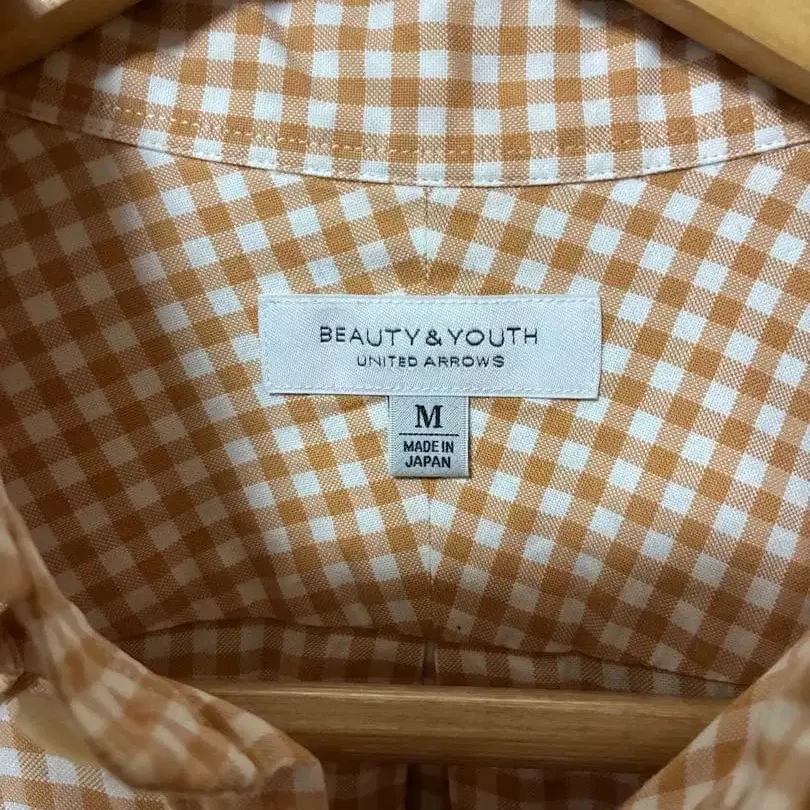 BEAUTY & YOUTH
UNITED ARROWS
M
MADE IN
JAPAN